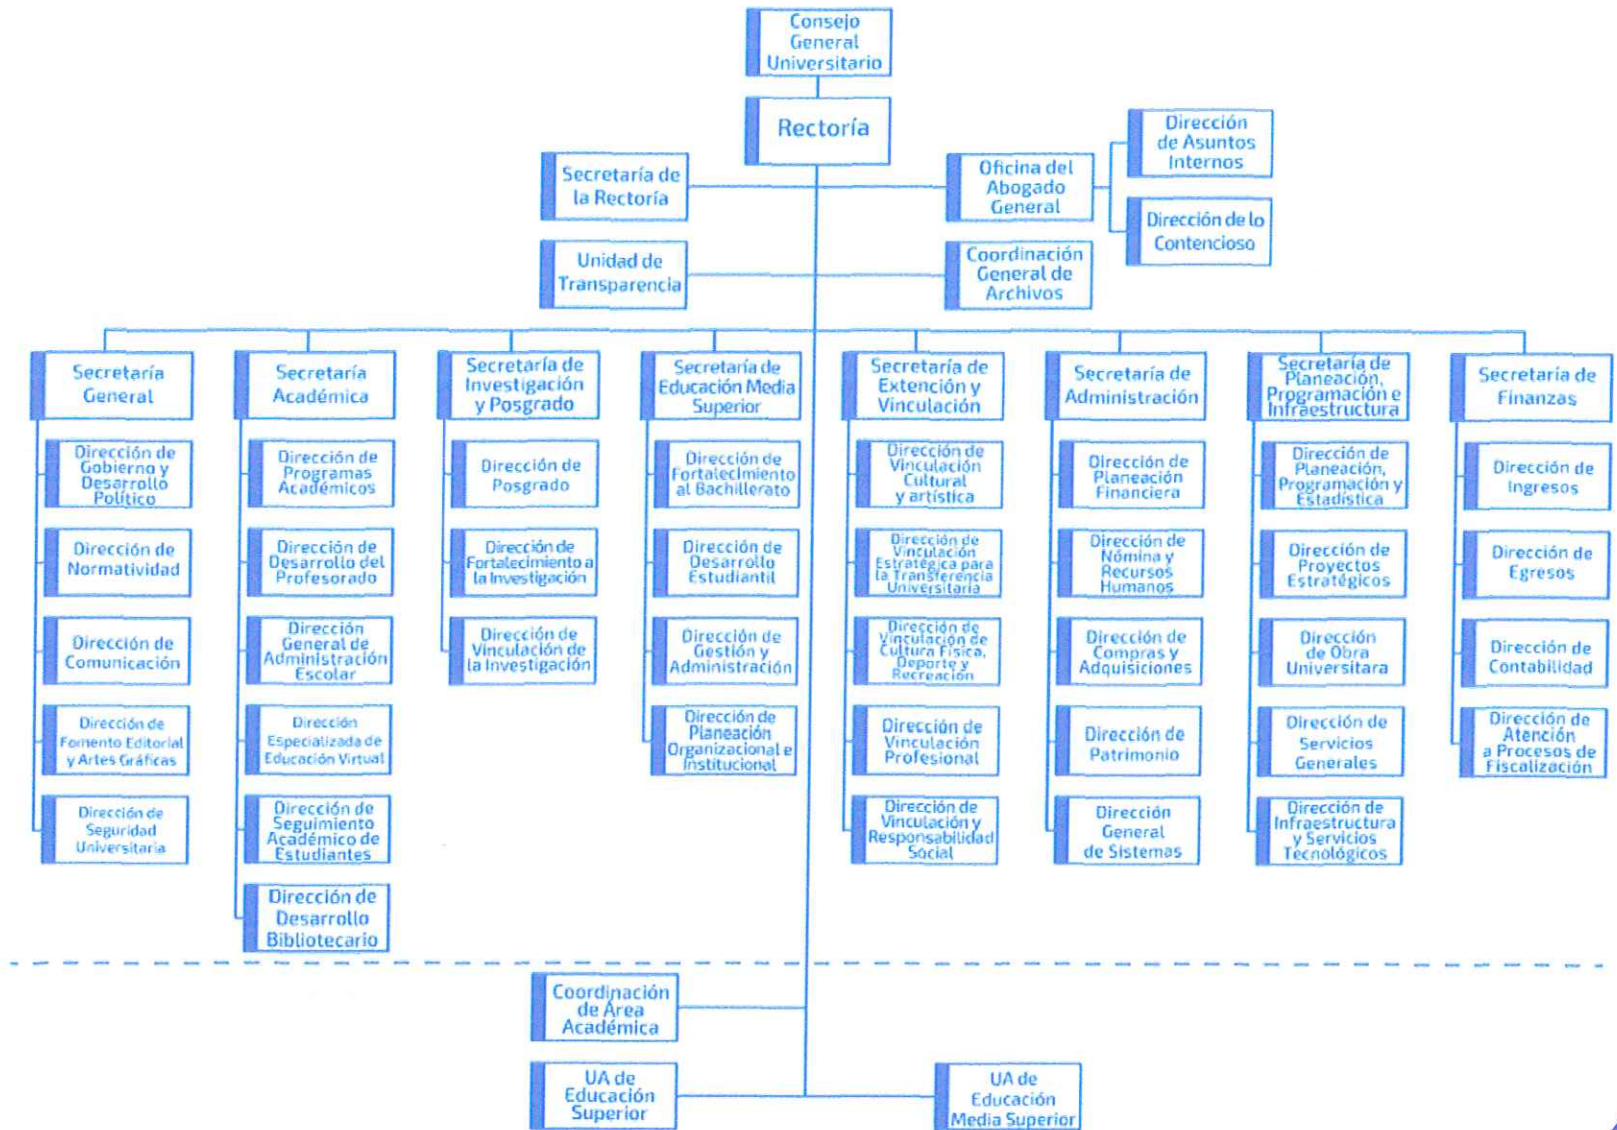 Consejo
General
Universitario
Rectoría
Secretaría de
la Rectoría
Oficina del
Abogado
General
Dirección
de Asuntos
Internos
Dirección de lo
Contencioso
Unidad de
Transparencia
Coordinación
General de
Archivos
Secretaría
General
Dirección de
Gobierno y
Desarrollo
Político
Dirección de
Normatividad
Dirección de
Comunicación
Dirección de
Fomento Editorial
y Artes Gráficas
Dirección de
Seguridad
Universitaria
Secretaría
Académica
Dirección de
Programas
Académicos
Dirección de
Desarrollo del
Profesorado
Dirección
General de
Administración
Escolar
Dirección
Especializada de
Educación Virtual
Dirección de
Seguimiento
Académico de
Estudiantes
Dirección de
Desarrollo
Bibliotecario
Secretaría de
Investigación
y Posgrado
Dirección de
Posgrado
Dirección de
Fortalecimiento a
la Investigación
Dirección de
Vinculación de
la Investigación
Secretaría de
Educación Media
Superior
Dirección de
Fortalecimiento
al Bachillerato
Dirección de
Desarrollo
Estudiantil
Dirección de
Gestión y
Administración
Dirección de
Planeación
Organizacional e
Institucional
Secretaría de
Extención y
Vinculación
Dirección de
Vinculación
Cultural
y artística
Dirección de
Vinculación
Estratégica para
la Transferencia
Universitaria
Dirección de
Vinculación de
Cultura Física,
Deporte y
Recreación
Dirección de
Vinculación
Profesional
Dirección de
Vinculación y
Responsabilidad
Social
Secretaría de
Administración
Dirección de
Planeación
Financiera
Dirección de
Nómina y
Recursos
Humanos
Dirección de
Compras y
Adquisiciones
Dirección de
Patrimonio
Dirección
General
de Sistemas
Secretaría de
Planeación,
Programación e
Infraestructura
Dirección de
Planeación,
Programación y
Estadística
Dirección de
Proyectos
Estratégicos
Dirección
de Obra
Universitara
Dirección de
Servicios
Generales
Dirección de
Infraestructura
y Servicios
Tecnológicos
Secretaría de
Finanzas
Dirección de
Ingresos
Dirección de
Egresos
Dirección de
Contabilidad
Dirección de
Atención
a Procesos de
Fiscalización
Coordinación
de Área
Académica
UA de
Educación
Superior
UA de
Educación
Media Superior